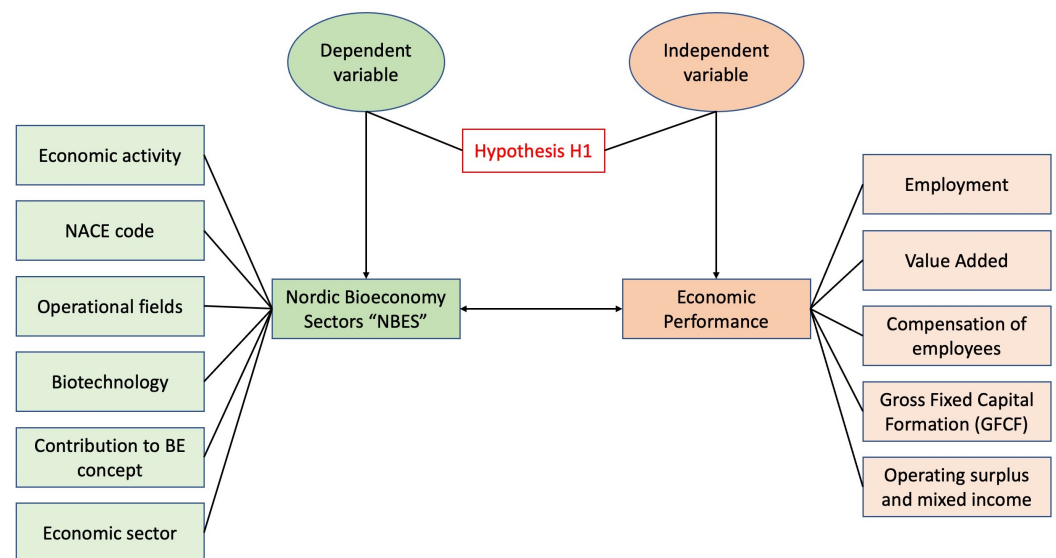 Dependent
variable
Independent
variable
Hypothesis H1
Economic activity
NACE code
Operational fields
Biotechnology
Contribution to BE
concept
Economic sector
Nordic Bioeconomy
Sectors “NBES”
Economic
Performance
Employment
Value Added
Compensation of
employees
Gross Fixed Capital
Formation (GFCF)
Operating surplus
and mixed income